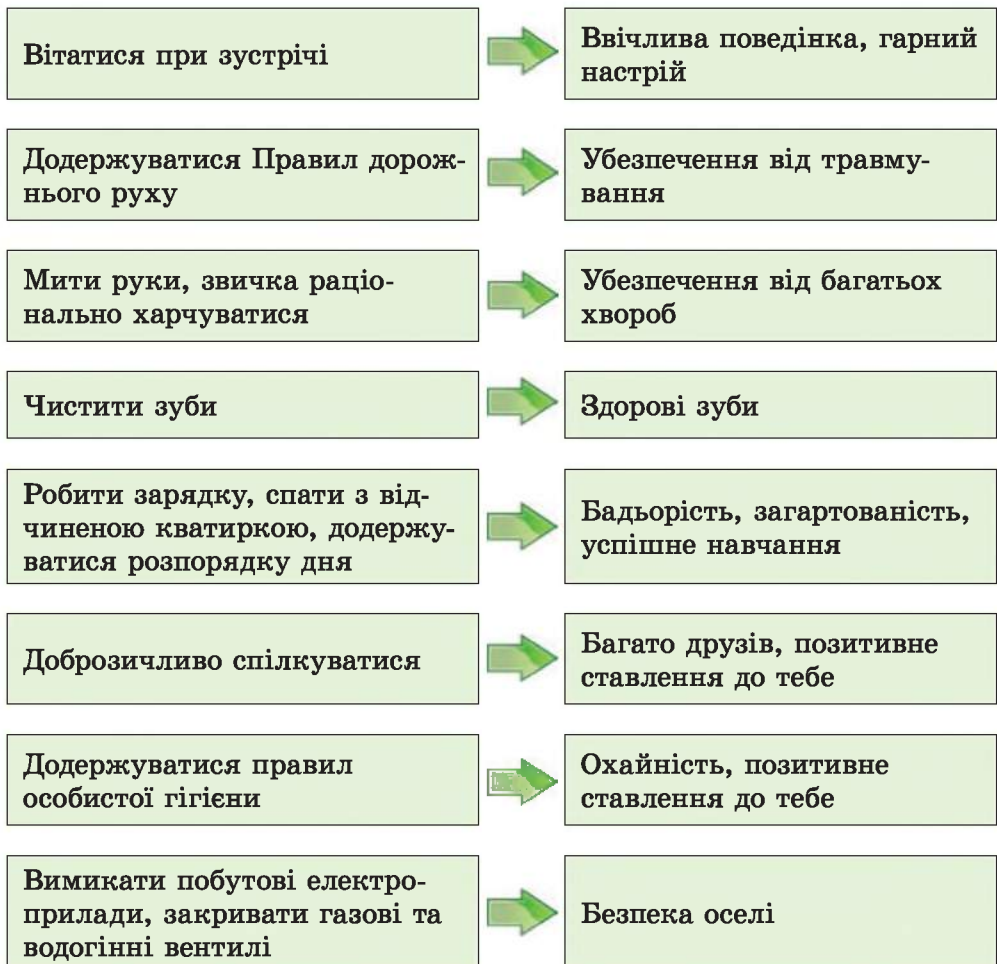 Вітатися при зустрічі
Ввічлива поведінка, гарний
настрій
Додержуватися Правил дорож-
нього руху
Убезпечення від травму-
вання
Мити руки, звичка раціо-
нально харчуватися
Убезпечення від багатьох
хвороб
Чистити зуби
Здорові зуби
Робити зарядку, спати з від-
чиненою кватиркою, додержу-
ватися розпорядку дня
Бадьорість, загартованість,
успішне навчання
Доброзичливо спілкуватися
Багато друзів, позитивне
ставлення до тебе
Додержуватися правил
особистої гігієни
Охайність, позитивне
ставлення до тебе
Вимикати побутові електро-
прилади, закривати газові та
водогінні вентилі
Безпека оселі